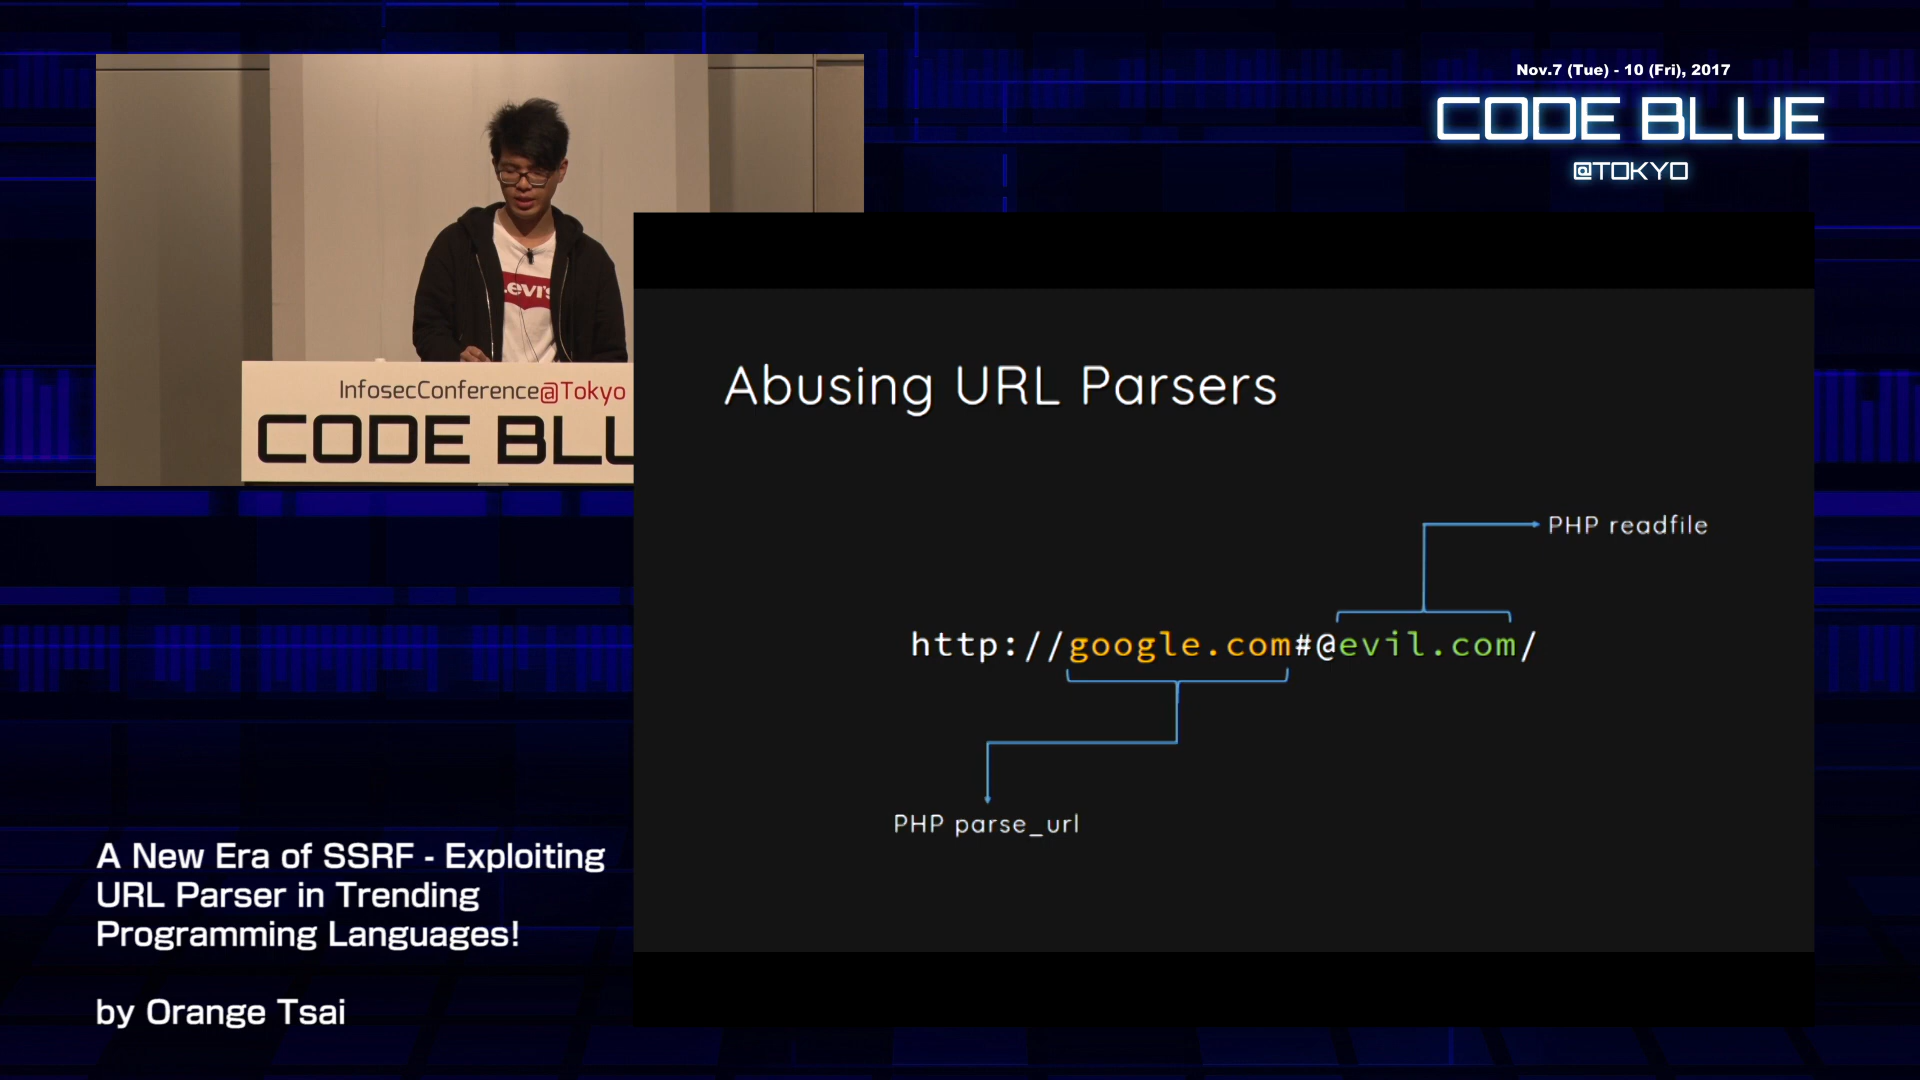 Nov.7 (Tue) - 10 (Fri), 2017
CODE BLUE
@TOKYO
Levi's
InfosecConference@Tokyo
CODE BLU
Abusing URL Parsers
PHP readfile
http://google.com#@evil.com/
PHP parse_url
A New Era of SSRF - Exploiting
URL Parser in Trending
Programming Languages!
by Orange Tsai